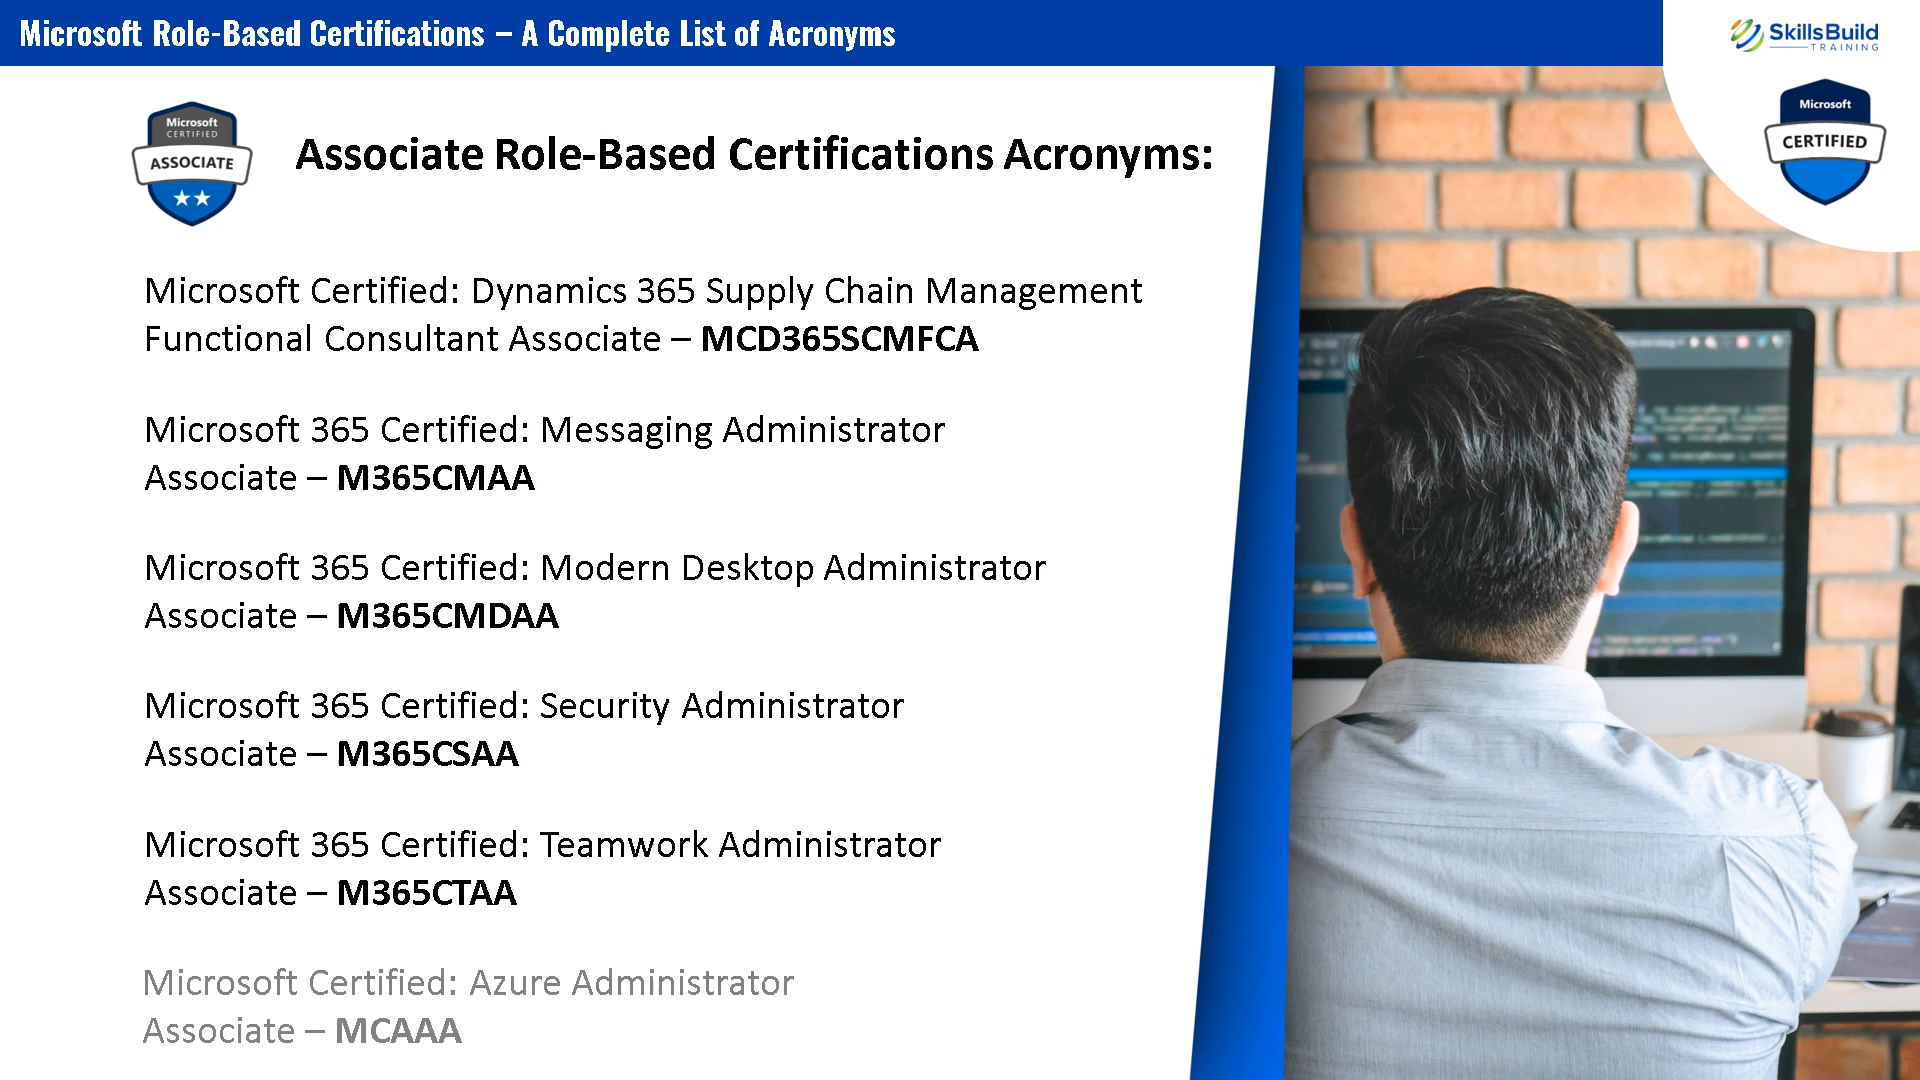 Microsoft Role-Based Certifications – A Complete List of Acronyms
SkillsBuild
TRAINING
Microsoft
CERTIFIED
Microsoft
CERTIFIED
ASSOCIATE
Associate Role-Based Certifications Acronyms:
Microsoft Certified: Dynamics 365 Supply Chain Management
Functional Consultant Associate – MCD365SCMFCA
Microsoft 365 Certified: Messaging Administrator
Associate – M365CMAA
Microsoft 365 Certified: Modern Desktop Administrator
Associate – M365CMDAA
Microsoft 365 Certified: Security Administrator
Associate – M365CSAA
Microsoft 365 Certified: Teamwork Administrator
Associate – M365CTAA
Microsoft Certified: Azure Administrator
Associate – MCAAA